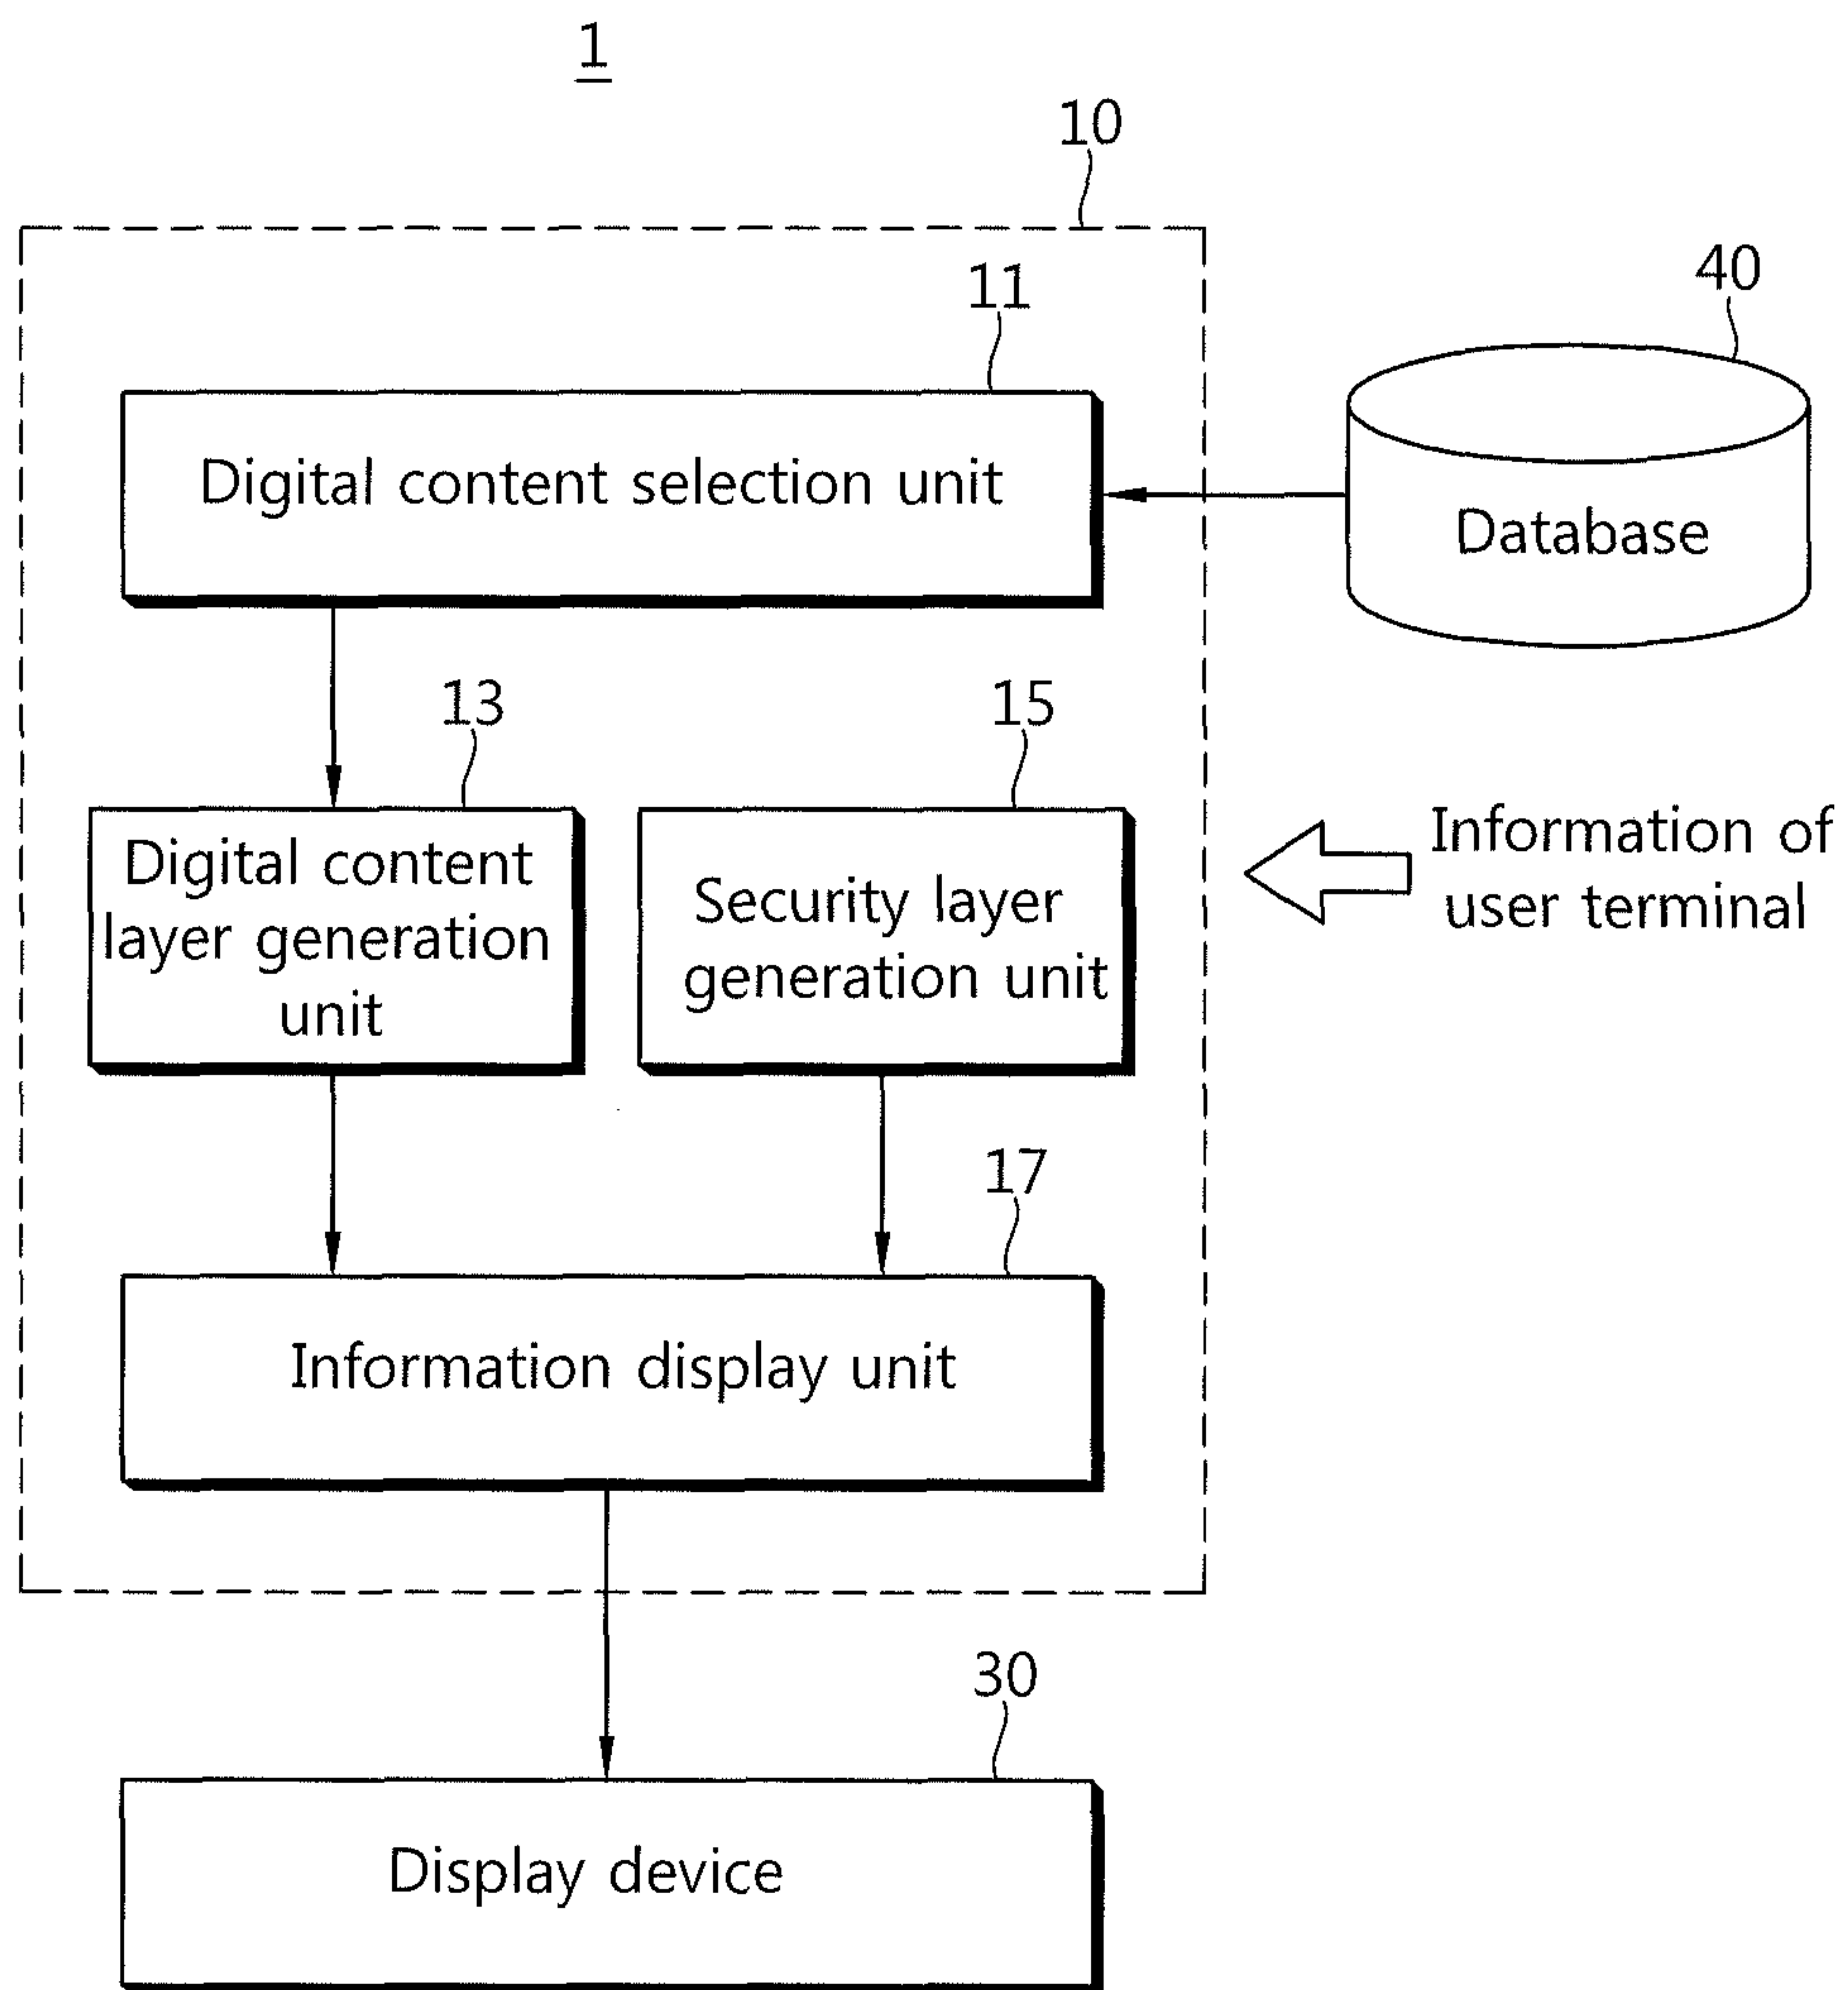 1
10
11
40
Digital content selection unit
Database
13
15
Digital content
layer generation
unit
Security layer
generation unit
Information of
user terminal
17
Information display unit
30
Display device